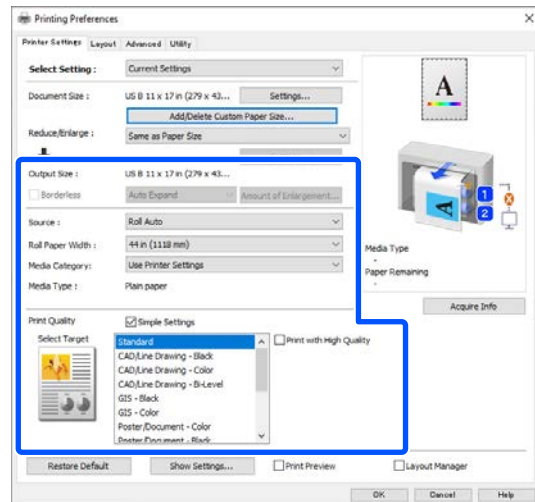 Printing Preferences
Printer Settings Layout Advanced Utility
Select Setting : Current Settings
Document Size : US B 11 x 17 in (279 x 43... Settings...
Add/Delete Custom Paper Size...
Reduce/Enlarge : Same as Paper Size
Output Size : US B 11 x 17 in (279 x 43...
Borderless Auto Expand Amount of Enlargement...
Source : Roll Auto
Roll Paper Width : 44 in (1118 mm)
Media Category: Use Printer Settings
Media Type : Plain paper
Print Quality Simple Settings
Select Target
Standard
Print with High Quality
CAD/Line Drawing - Black
CAD/Line Drawing - Color
CAD/Line Drawing - Bi-Level
GIS - Black
GIS - Color
Poster/Document - Color
Poster/Document - Black
A
A
1
2
Media Type
-
Paper Remaining
-
Acquire Info
Restore Default Show Settings... Print Preview Layout Manager
OK Cancel Help